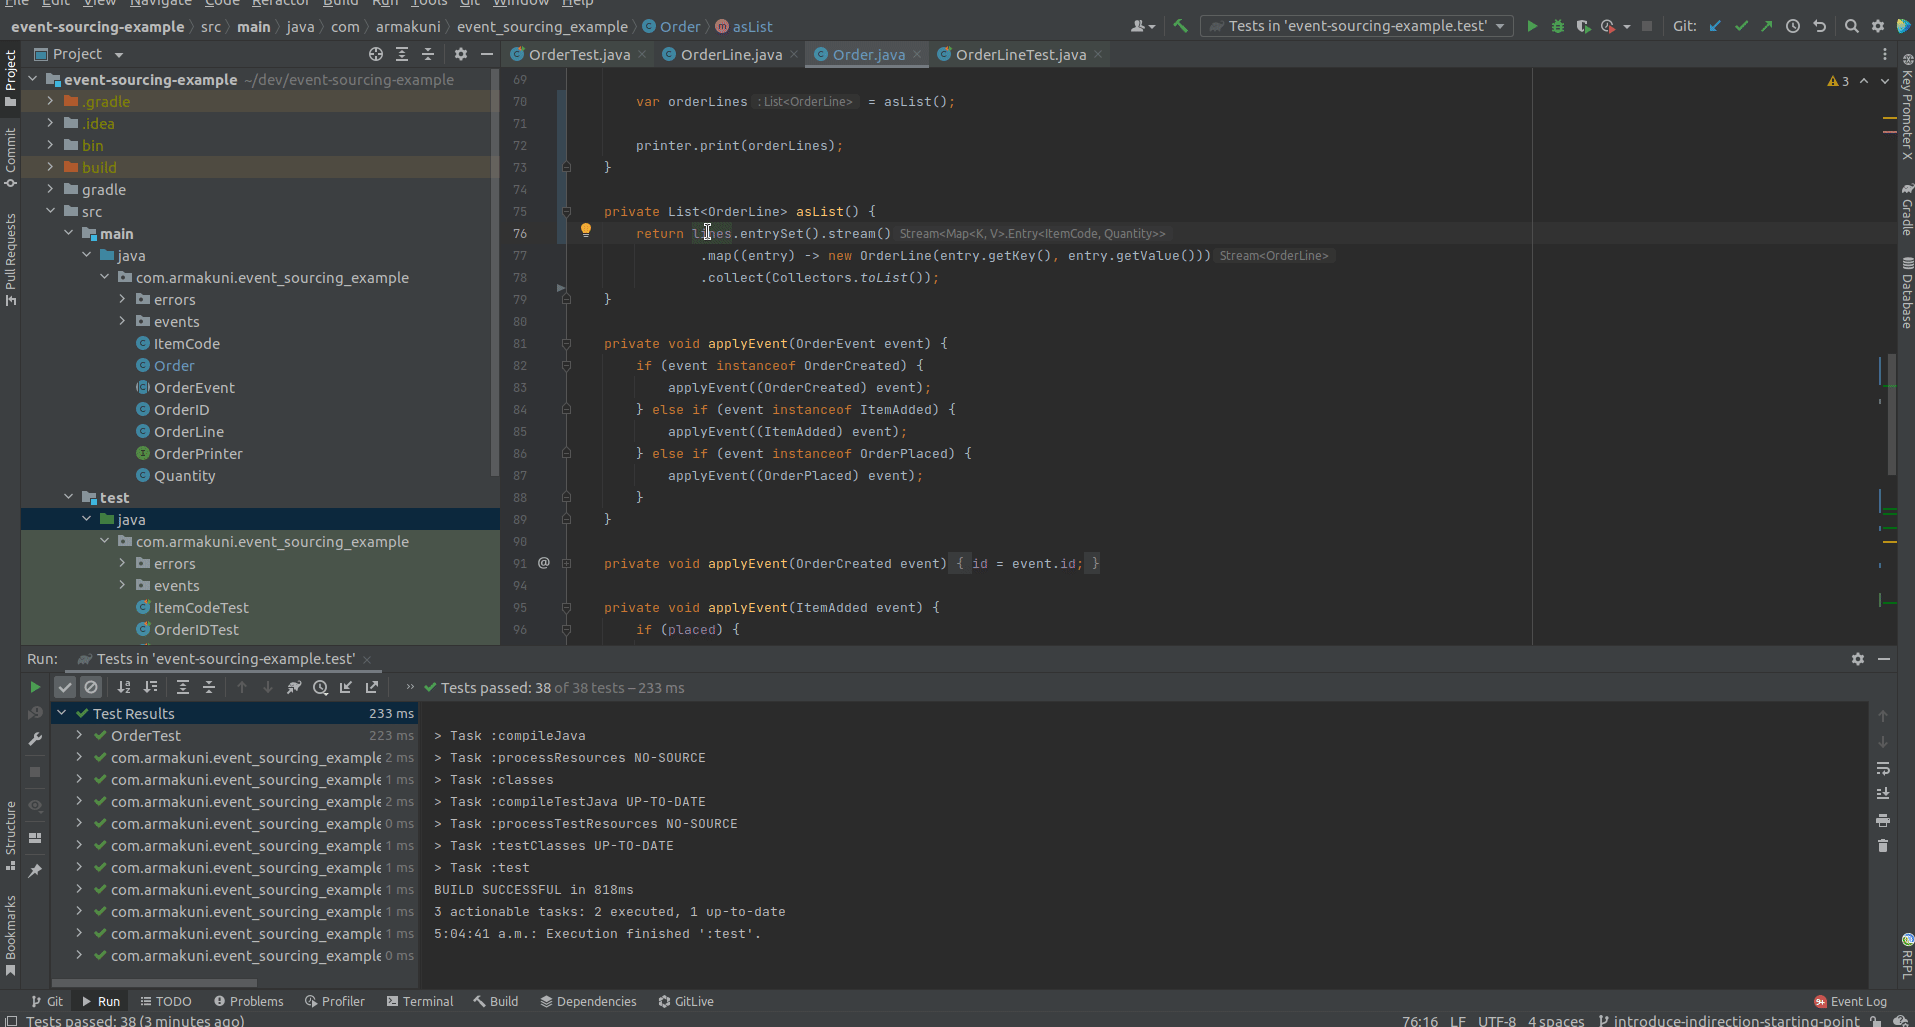 File Edit View Navigate Code Refactor Build Run Tools Git Window Help
event-sourcing-example src main java com armakuni event_sourcing_example Order asList
Tests in 'event-sourcing-example.test' Git:
Project
OrderTest.java OrderLine.java Order.java OrderLineTest.java
event-sourcing-example ~/dev/event-sourcing-example
.gradle
.idea
bin
build
gradle
src
main
java
com.armakuni.event_sourcing_example
errors
events
ItemCode
Order
OrderEvent
OrderID
OrderLine
OrderPrinter
Quantity
test
java
com.armakuni.event_sourcing_example
errors
events
ItemCodeTest
OrderIDTest
Project
Commit
Pull Requests
Structure
Bookmarks
3
69
70 var orderLines : List<OrderLine> = asList();
71
72 printer.print(orderLines);
73 }
74
75 private List<OrderLine> asList() {
76 return lines.entrySet().stream() Stream<Map<K, V>.Entry<ItemCode, Quantity>>
77 .map((entry) -> new OrderLine(entry.getKey(), entry.getValue())) Stream<OrderLine>
78 .collect(Collectors.toList());
79 }
80
81 private void applyEvent(OrderEvent event) {
82 if (event instanceof OrderCreated) {
83 applyEvent((OrderCreated) event);
84 } else if (event instanceof ItemAdded) {
85 applyEvent((ItemAdded) event);
86 } else if (event instanceof OrderPlaced) {
87 applyEvent((OrderPlaced) event);
88 }
89 }
90
91 @ private void applyEvent(OrderCreated event) { id = event.id; }
94
95 private void applyEvent(ItemAdded event) {
96 if (placed) {
Key Promoter X
Gradle
Database
REPL
Run: Tests in 'event-sourcing-example.test'
Tests passed: 38 of 38 tests – 233 ms
Test Results 233 ms
OrderTest 223 ms
com.armakuni.event_sourcing_example 2 ms
com.armakuni.event_sourcing_example 1 ms
com.armakuni.event_sourcing_example 2 ms
com.armakuni.event_sourcing_example 0 ms
com.armakuni.event_sourcing_example 1 ms
com.armakuni.event_sourcing_example 1 ms
com.armakuni.event_sourcing_example 1 ms
com.armakuni.event_sourcing_example 1 ms
com.armakuni.event_sourcing_example 1 ms
com.armakuni.event_sourcing_example 0 ms
> Task :compileJava
> Task :processResources NO-SOURCE
> Task :classes
> Task :compileTestJava UP-TO-DATE
> Task :processTestResources NO-SOURCE
> Task :testClasses UP-TO-DATE
> Task :test
BUILD SUCCESSFUL in 818ms
3 actionable tasks: 2 executed, 1 up-to-date
5:04:41 a.m.: Execution finished ':test'.
Git Run TODO Problems Profiler Terminal Build Dependencies GitLive 9+ Event Log
Tests passed: 38 (3 minutes ago) 76:16 LF UTF-8 4 spaces introduce-indirection-starting-point